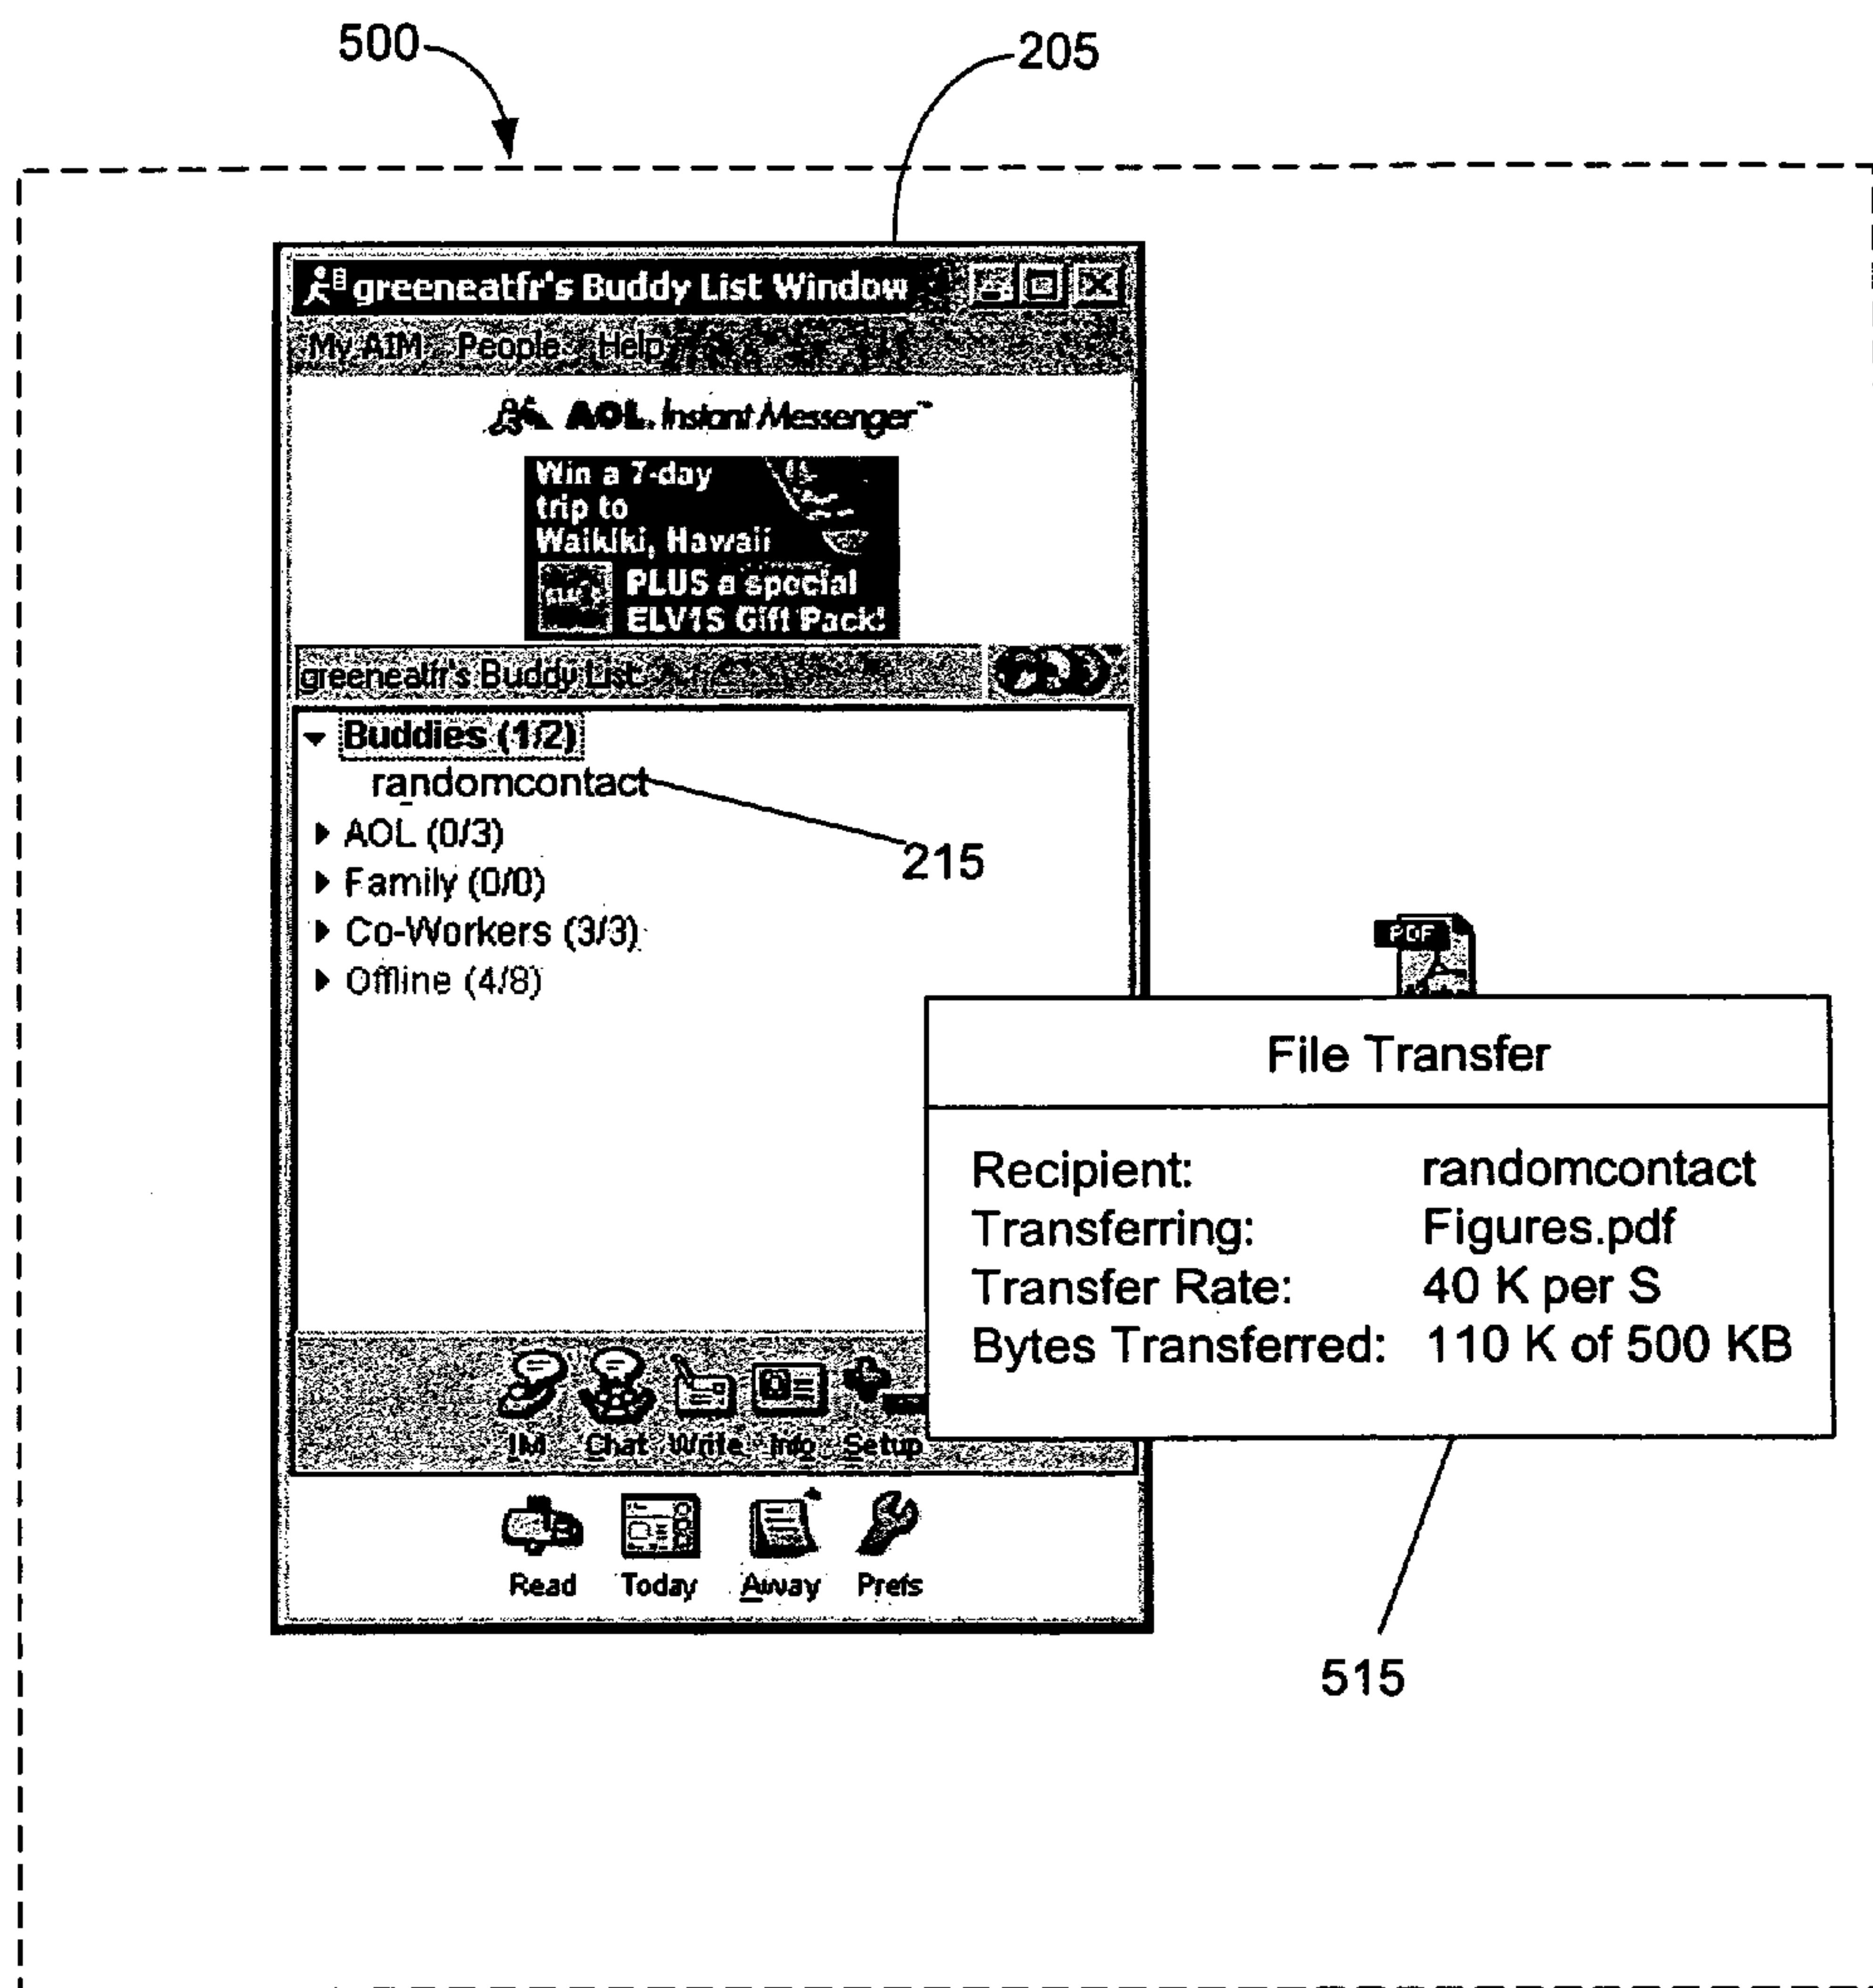 500
205
greeneatfr's Buddy List Window
My AIM People Help
AOL Instant Messenger™
Win a 7-day
trip to
Waikiki, Hawaii
PLUS a special
ELV1S Gift Pack!
greeneatfr's Buddy List
Buddies (1/2)
randomcontact
AOL (0/3)
215
Family (0/0)
Co-Workers (3/3)
Offline (4/8)
PDF
File Transfer
Recipient: randomcontact
Transferring: Figures.pdf
Transfer Rate: 40 K per S
Bytes Transferred: 110 K of 500 KB
IM Chat Write Info Setup
Read Today Away Prefs
515